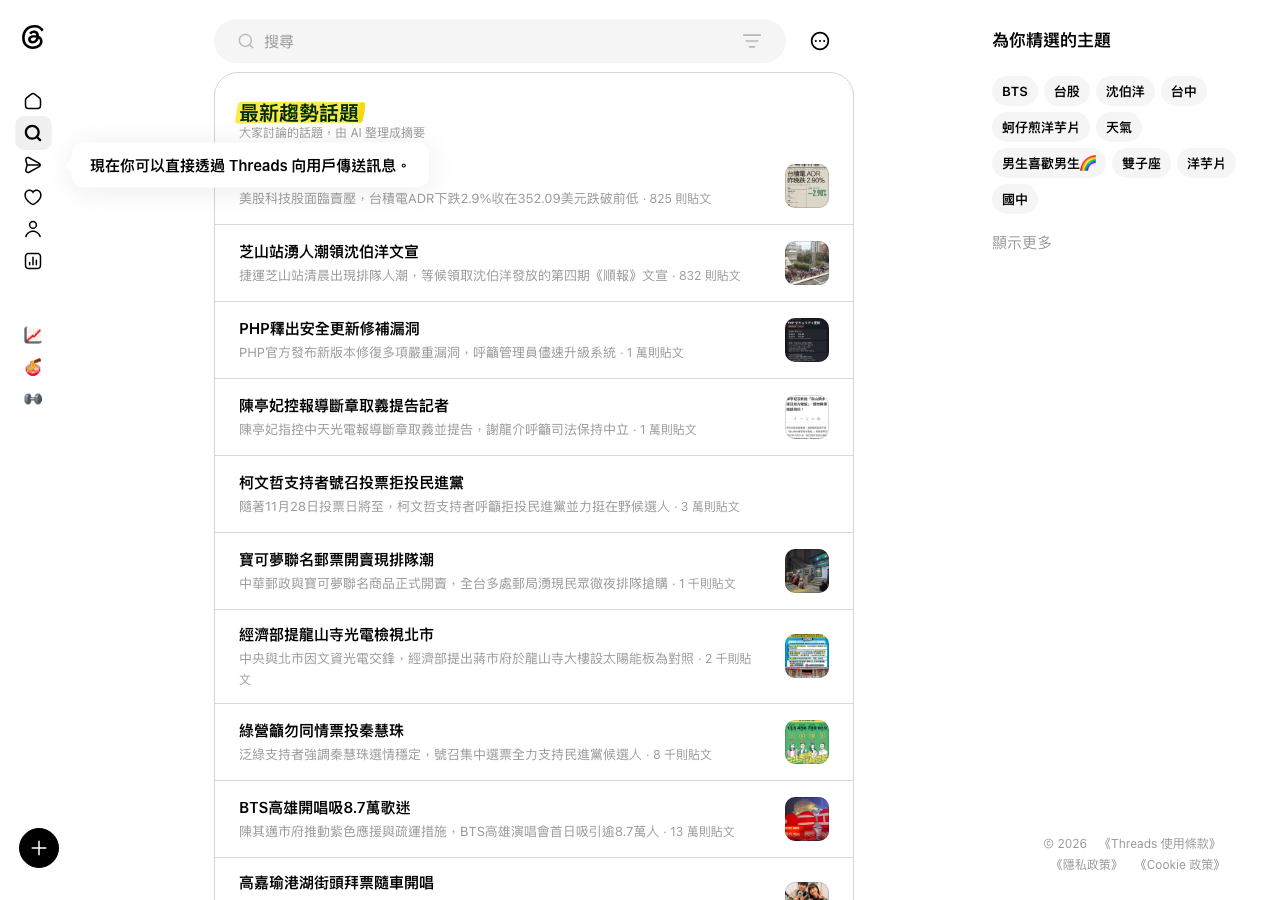 搜尋
最新趨勢話題
大家討論的話題，由 AI 整理成摘要
現在你可以直接透過 Threads 向用戶傳送訊息。
美股科技股面臨賣壓，台積電ADR下跌2.9%收在352.09美元跌破前低 · 825 則貼文
台積電 ADR
昨晚跌 2.90%
-2.90%
芝山站湧人潮領沈伯洋文宣
捷運芝山站清晨出現排隊人潮，等候領取沈伯洋發放的第四期《順報》文宣 · 832 則貼文
PHP釋出安全更新修補漏洞
PHP官方發布新版本修復多項嚴重漏洞，呼籲管理員儘速升級系統 · 1 萬則貼文
陳亭妃控報導斷章取義提告記者
陳亭妃指控中天光電報導斷章取義並提告，謝龍介呼籲司法保持中立 · 1 萬則貼文
柯文哲支持者號召投票拒投民進黨
隨著11月28日投票日將至，柯文哲支持者呼籲拒投民進黨並力挺在野候選人 · 3 萬則貼文
寶可夢聯名郵票開賣現排隊潮
中華郵政與寶可夢聯名商品正式開賣，全台多處郵局湧現民眾徹夜排隊搶購 · 1 千則貼文
經濟部提龍山寺光電檢視北市
中央與北市因文資光電交鋒，經濟部提出蔣市府於龍山寺大樓設太陽能板為對照 · 2 千則貼
文
綠營籲勿同情票投秦慧珠
泛綠支持者強調秦慧珠選情穩定，號召集中選票全力支持民進黨候選人 · 8 千則貼文
BTS高雄開唱吸8.7萬歌迷
陳其邁市府推動紫色應援與疏運措施，BTS高雄演唱會首日吸引逾8.7萬人 · 13 萬則貼文
高嘉瑜港湖街頭拜票隨車開唱
為你精選的主題
BTS 台股 沈伯洋 台中
蚵仔煎洋芋片 天氣
男生喜歡男生🌈 雙子座 洋芋片
國中
顯示更多
© 2026 《Threads 使用條款》
《隱私政策》 《Cookie 政策》